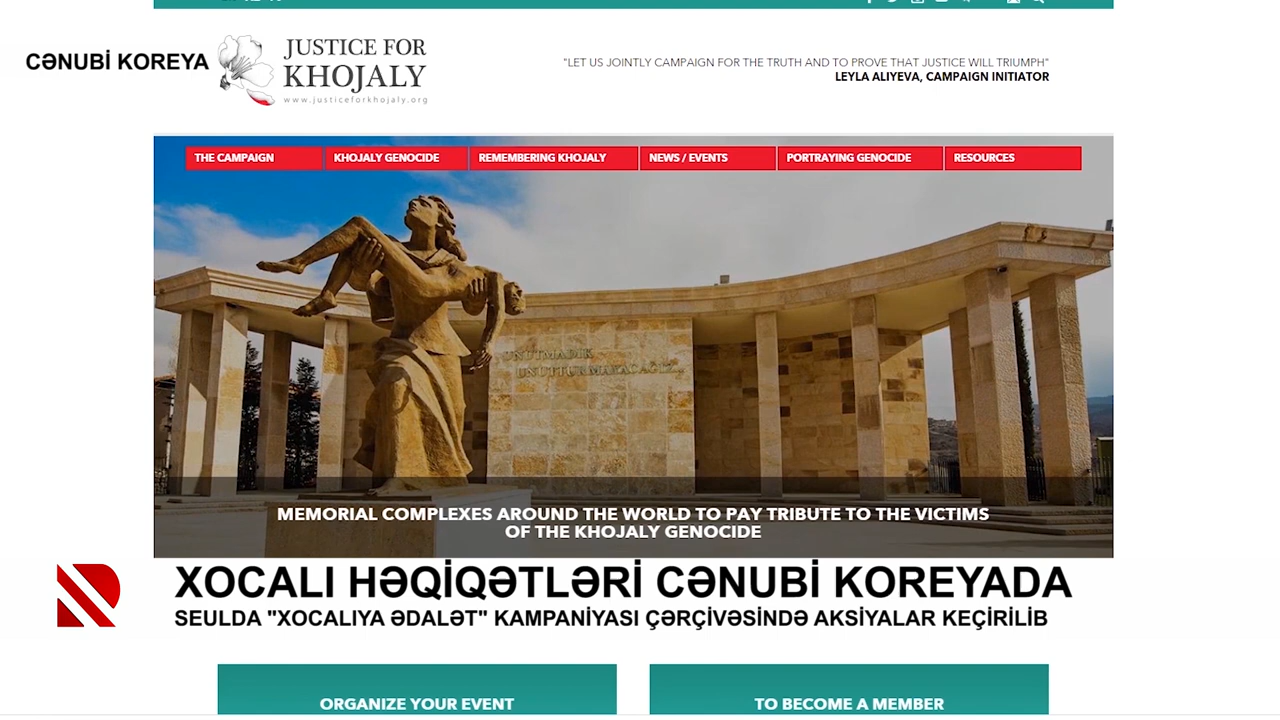 CƏNUBİ KOREYA
JUSTICE FOR
KHOJALY
www.justiceforkhojaly.org
"LET US JOINTLY CAMPAIGN FOR THE TRUTH AND TO PROVE THAT JUSTICE WILL TRIUMPH"
LEYLA ALIYEVA, CAMPAIGN INITIATOR
THE CAMPAIGN
KHOJALY GENOCIDE
REMEMBERING KHOJALY
NEWS / EVENTS
PORTRAYING GENOCIDE
RESOURCES
UNUTMADIK
UNUTTURMAYACAĞIZ...
MEMORIAL COMPLEXES AROUND THE WORLD TO PAY TRIBUTE TO THE VICTIMS
OF THE KHOJALY GENOCIDE
XOCALI HƏQİQƏTLƏRİ CƏNUBİ KOREYADA
SEULDA "XOCALIYA ƏDALƏT" KAMPANİYASI ÇƏRÇİVƏSİNDƏ AKSİYALAR KEÇİRİLİB
ORGANIZE YOUR EVENT
TO BECOME A MEMBER